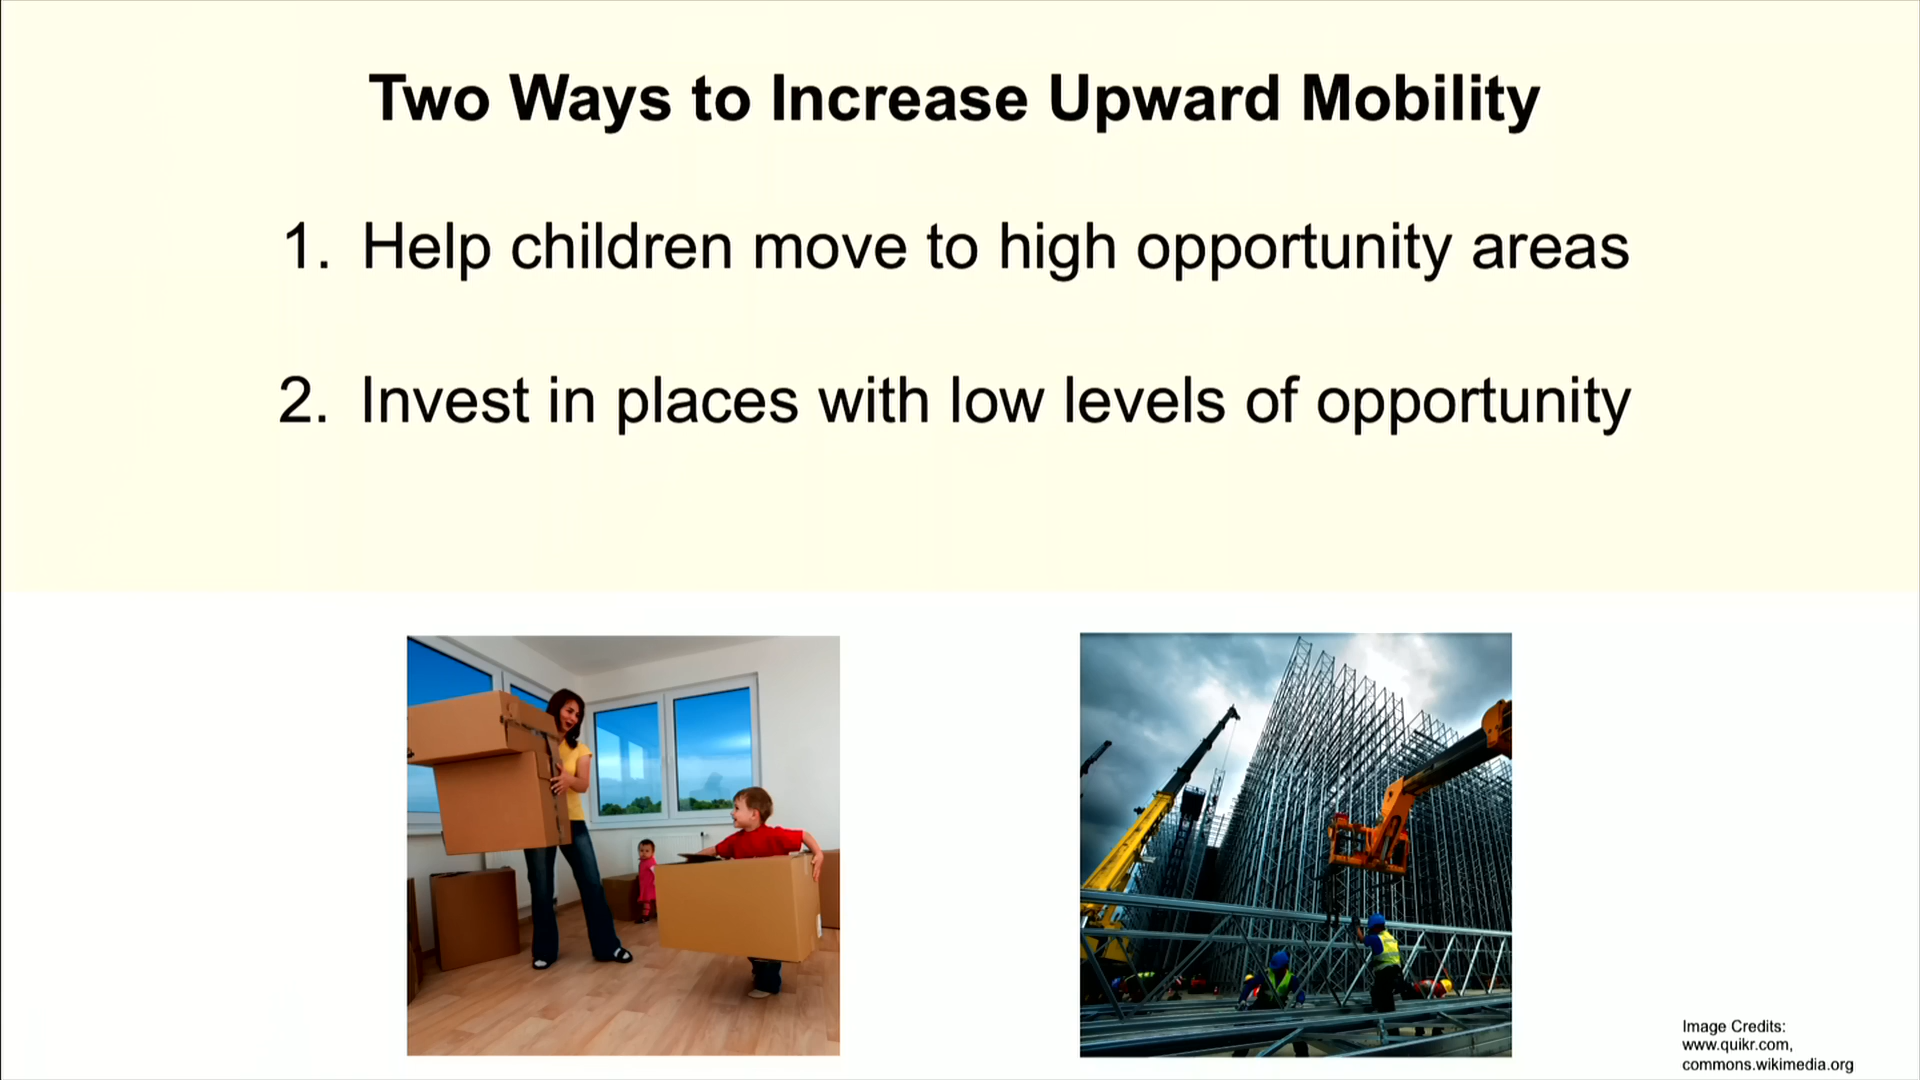 Two Ways to Increase Upward Mobility
1. Help children move to high opportunity areas
2. Invest in places with low levels of opportunity
Image Credits:
www.quikr.com,
commons.wikimedia.org